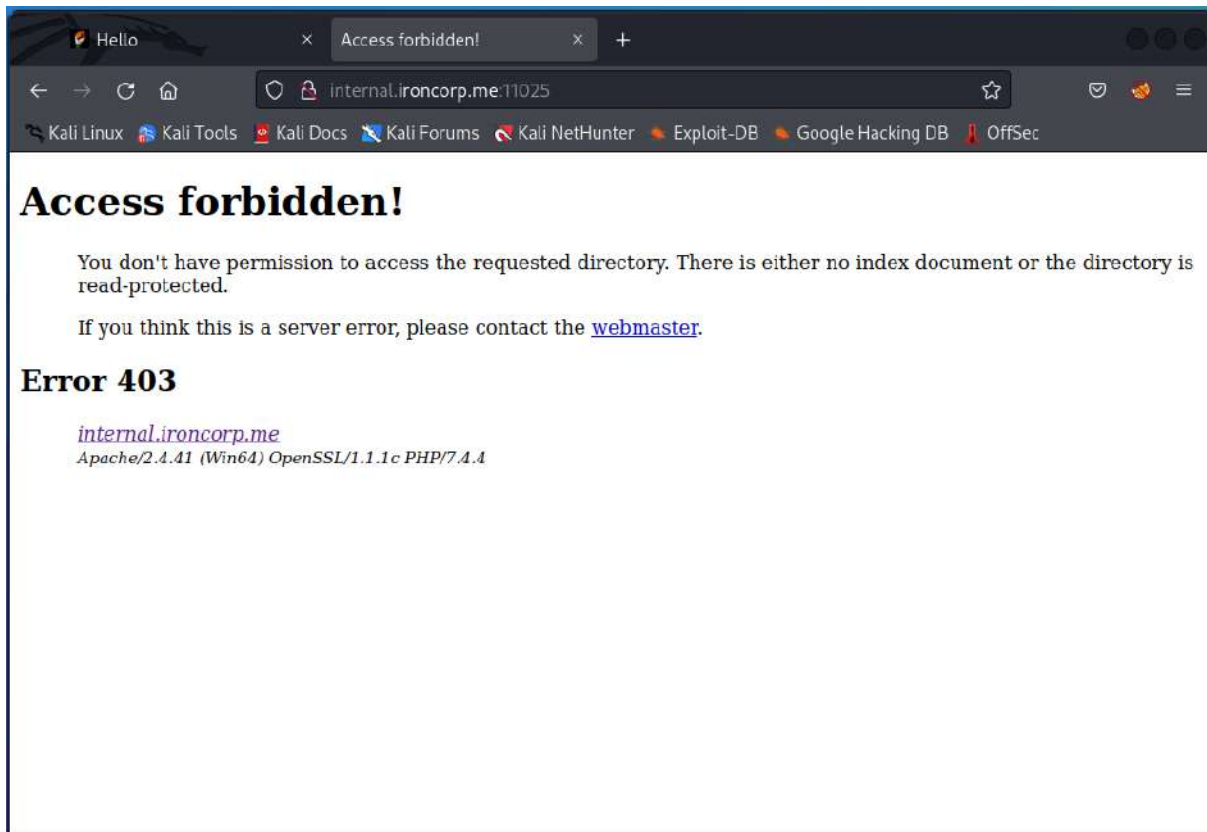 Hello
Access forbidden!
internal.ironcorp.me:11025
Kali Linux Kali Tools Kali Docs Kali Forums Kali NetHunter Exploit-DB Google Hacking DB OffSec
Access forbidden!
You don't have permission to access the requested directory. There is either no index document or the directory is
read-protected.
If you think this is a server error, please contact the webmaster.
Error 403
internal.ironcorp.me
Apache/2.4.41 (Win64) OpenSSL/1.1.1c PHP/7.4.4